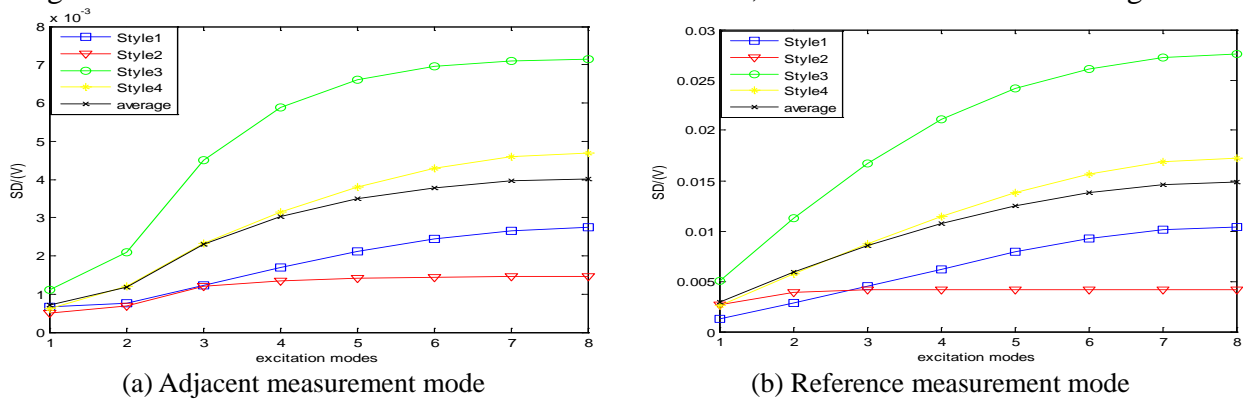 x 10⁻³
8
7
6
5
4
3
2
1
0
SD/(V)
Style1
Style2
Style3
Style4
average
1 2 3 4 5 6 7 8
excitation modes
(a) Adjacent measurement mode
0.03
0.025
0.02
0.015
0.01
0.005
0
SD/(V)
Style1
Style2
Style3
Style4
average
1 2 3 4 5 6 7 8
excitation modes
(b) Reference measurement mode